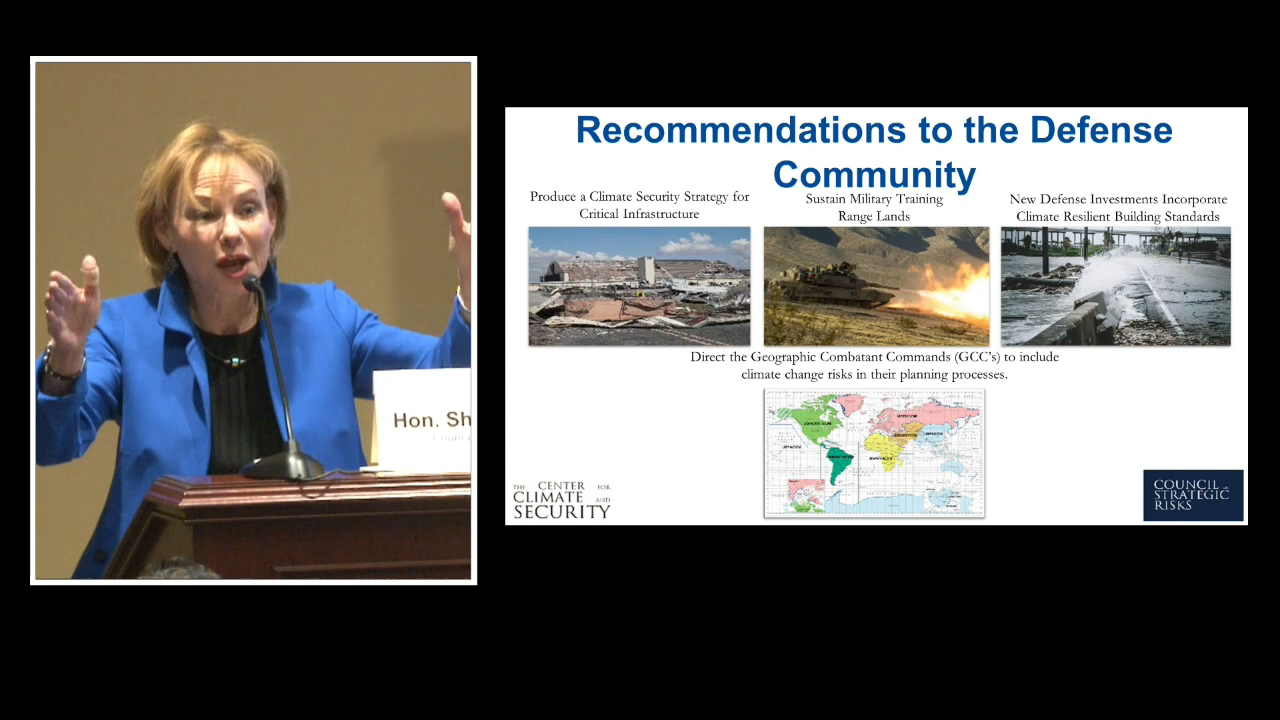 Hon. Sh
Recommendations to the Defense
Community
Produce a Climate Security Strategy for
Critical Infrastructure
Sustain Military Training
Range Lands
New Defense Investments Incorporate
Climate Resilient Building Standards
Direct the Geographic Combatant Commands (GCC's) to include
climate change risks in their planning processes.
THE CENTER FOR
CLIMATE AND
SECURITY
COUNCIL ON
STRATEGIC
RISKS